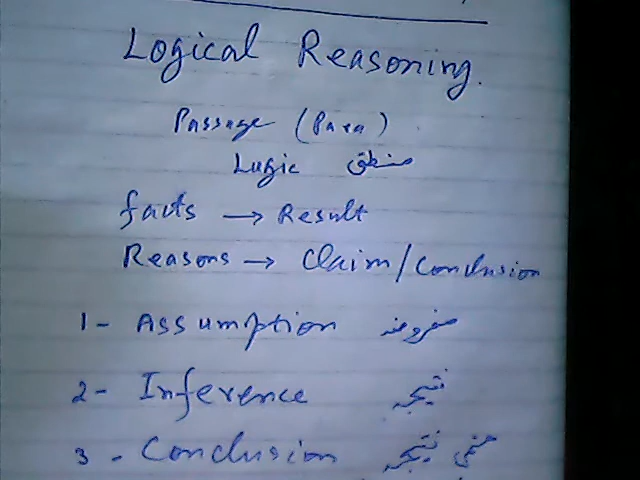 Logical Reasoning.
Passage (Para)
Logic منطق
facts → Result
Reasons → Claim/Conclusion
1- Assumption مفروضہ
2- Inference نتیجہ
3- Conclusion نتیجہ